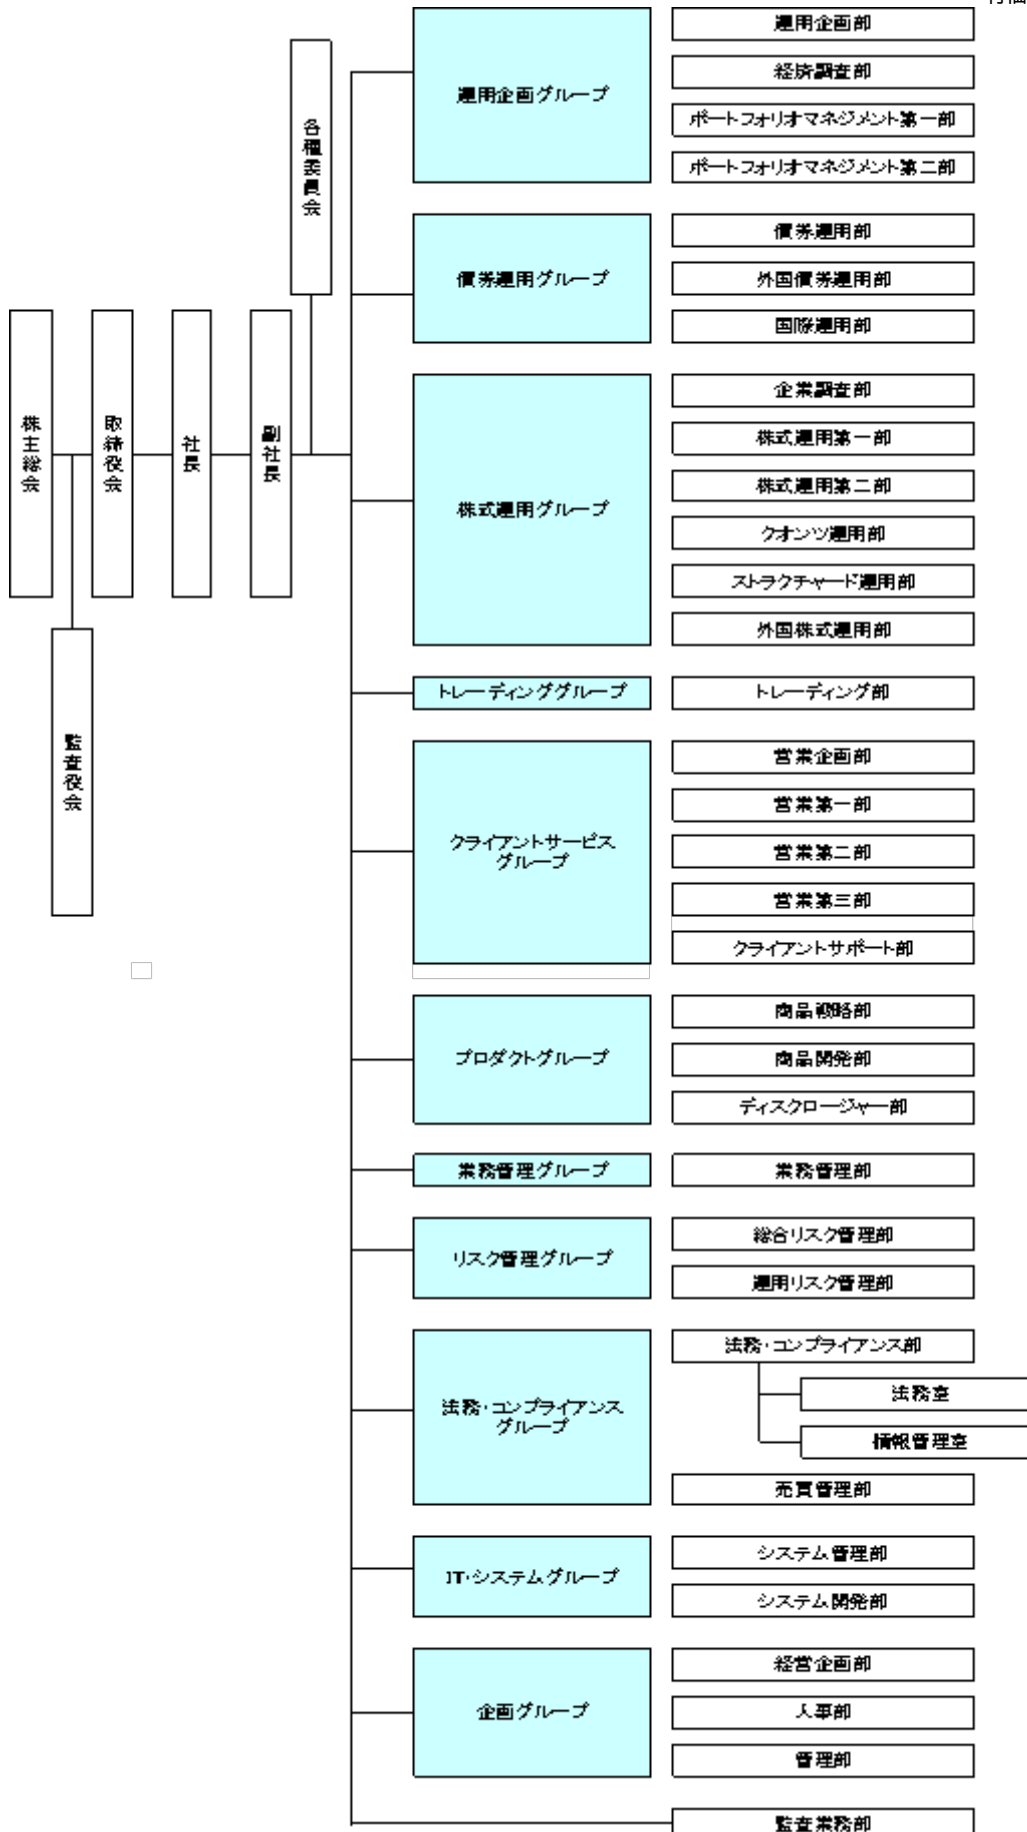 株主総会
監査役会
取締役会
社長
副社長
各種委員会
運用企画グループ
運用企画部
経済調査部
ポートフォリオマネジメント第一部
ポートフォリオマネジメント第二部
債券運用グループ
債券運用部
外国債券運用部
国際運用部
株式運用グループ
企業調査部
株式運用第一部
株式運用第二部
クオンツ運用部
ストラクチャード運用部
外国株式運用部
トレーディンググループ
トレーディング部
クライアントサービス
グループ
営業企画部
営業第一部
営業第二部
営業第三部
クライアントサポート部
プロダクトグループ
商品戦略部
商品開発部
ディスクロージャー部
業務管理グループ
業務管理部
リスク管理グループ
総合リスク管理部
運用リスク管理部
法務・コンプライアンス
グループ
法務・コンプライアンス部
法務室
情報管理室
売買管理部
IT・システムグループ
システム管理部
システム開発部
企画グループ
経営企画部
人事部
管理部
監査業務部